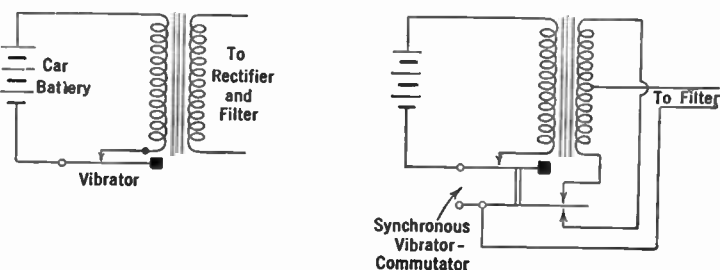 Car
Battery
To
Rectifier
and
Filter
Vibrator
To Filter
Synchronous
Vibrator-
Commutator